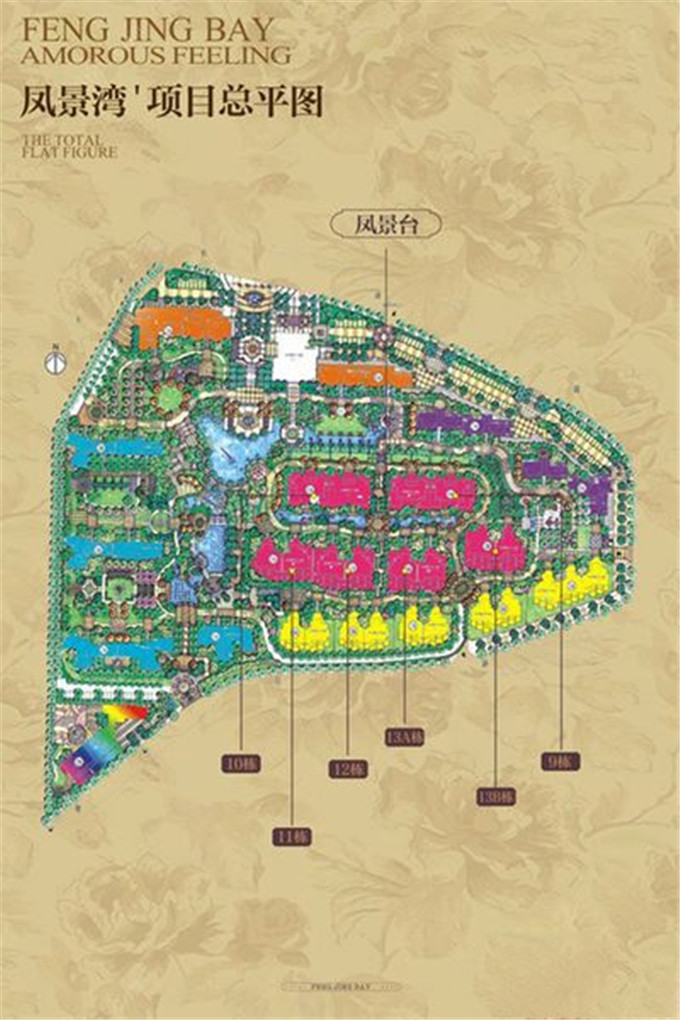 FENG JING BAY
AMOROUS FEELING
凤景湾'项目总平图
THE TOTAL
FLAT FIGURE
凤景台
N
13A栋
10栋
12栋
9栋
13B栋
11栋
FENG JING BAY